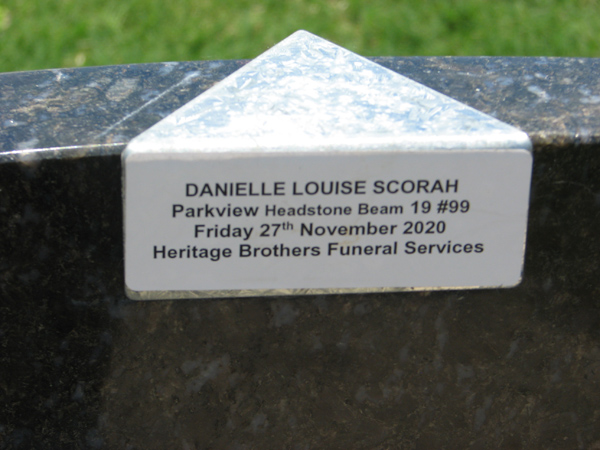 DANIELLE LOUISE SCORAH
Parkview Headstone Beam 19 #99
Friday 27th November 2020
Heritage Brothers Funeral Services